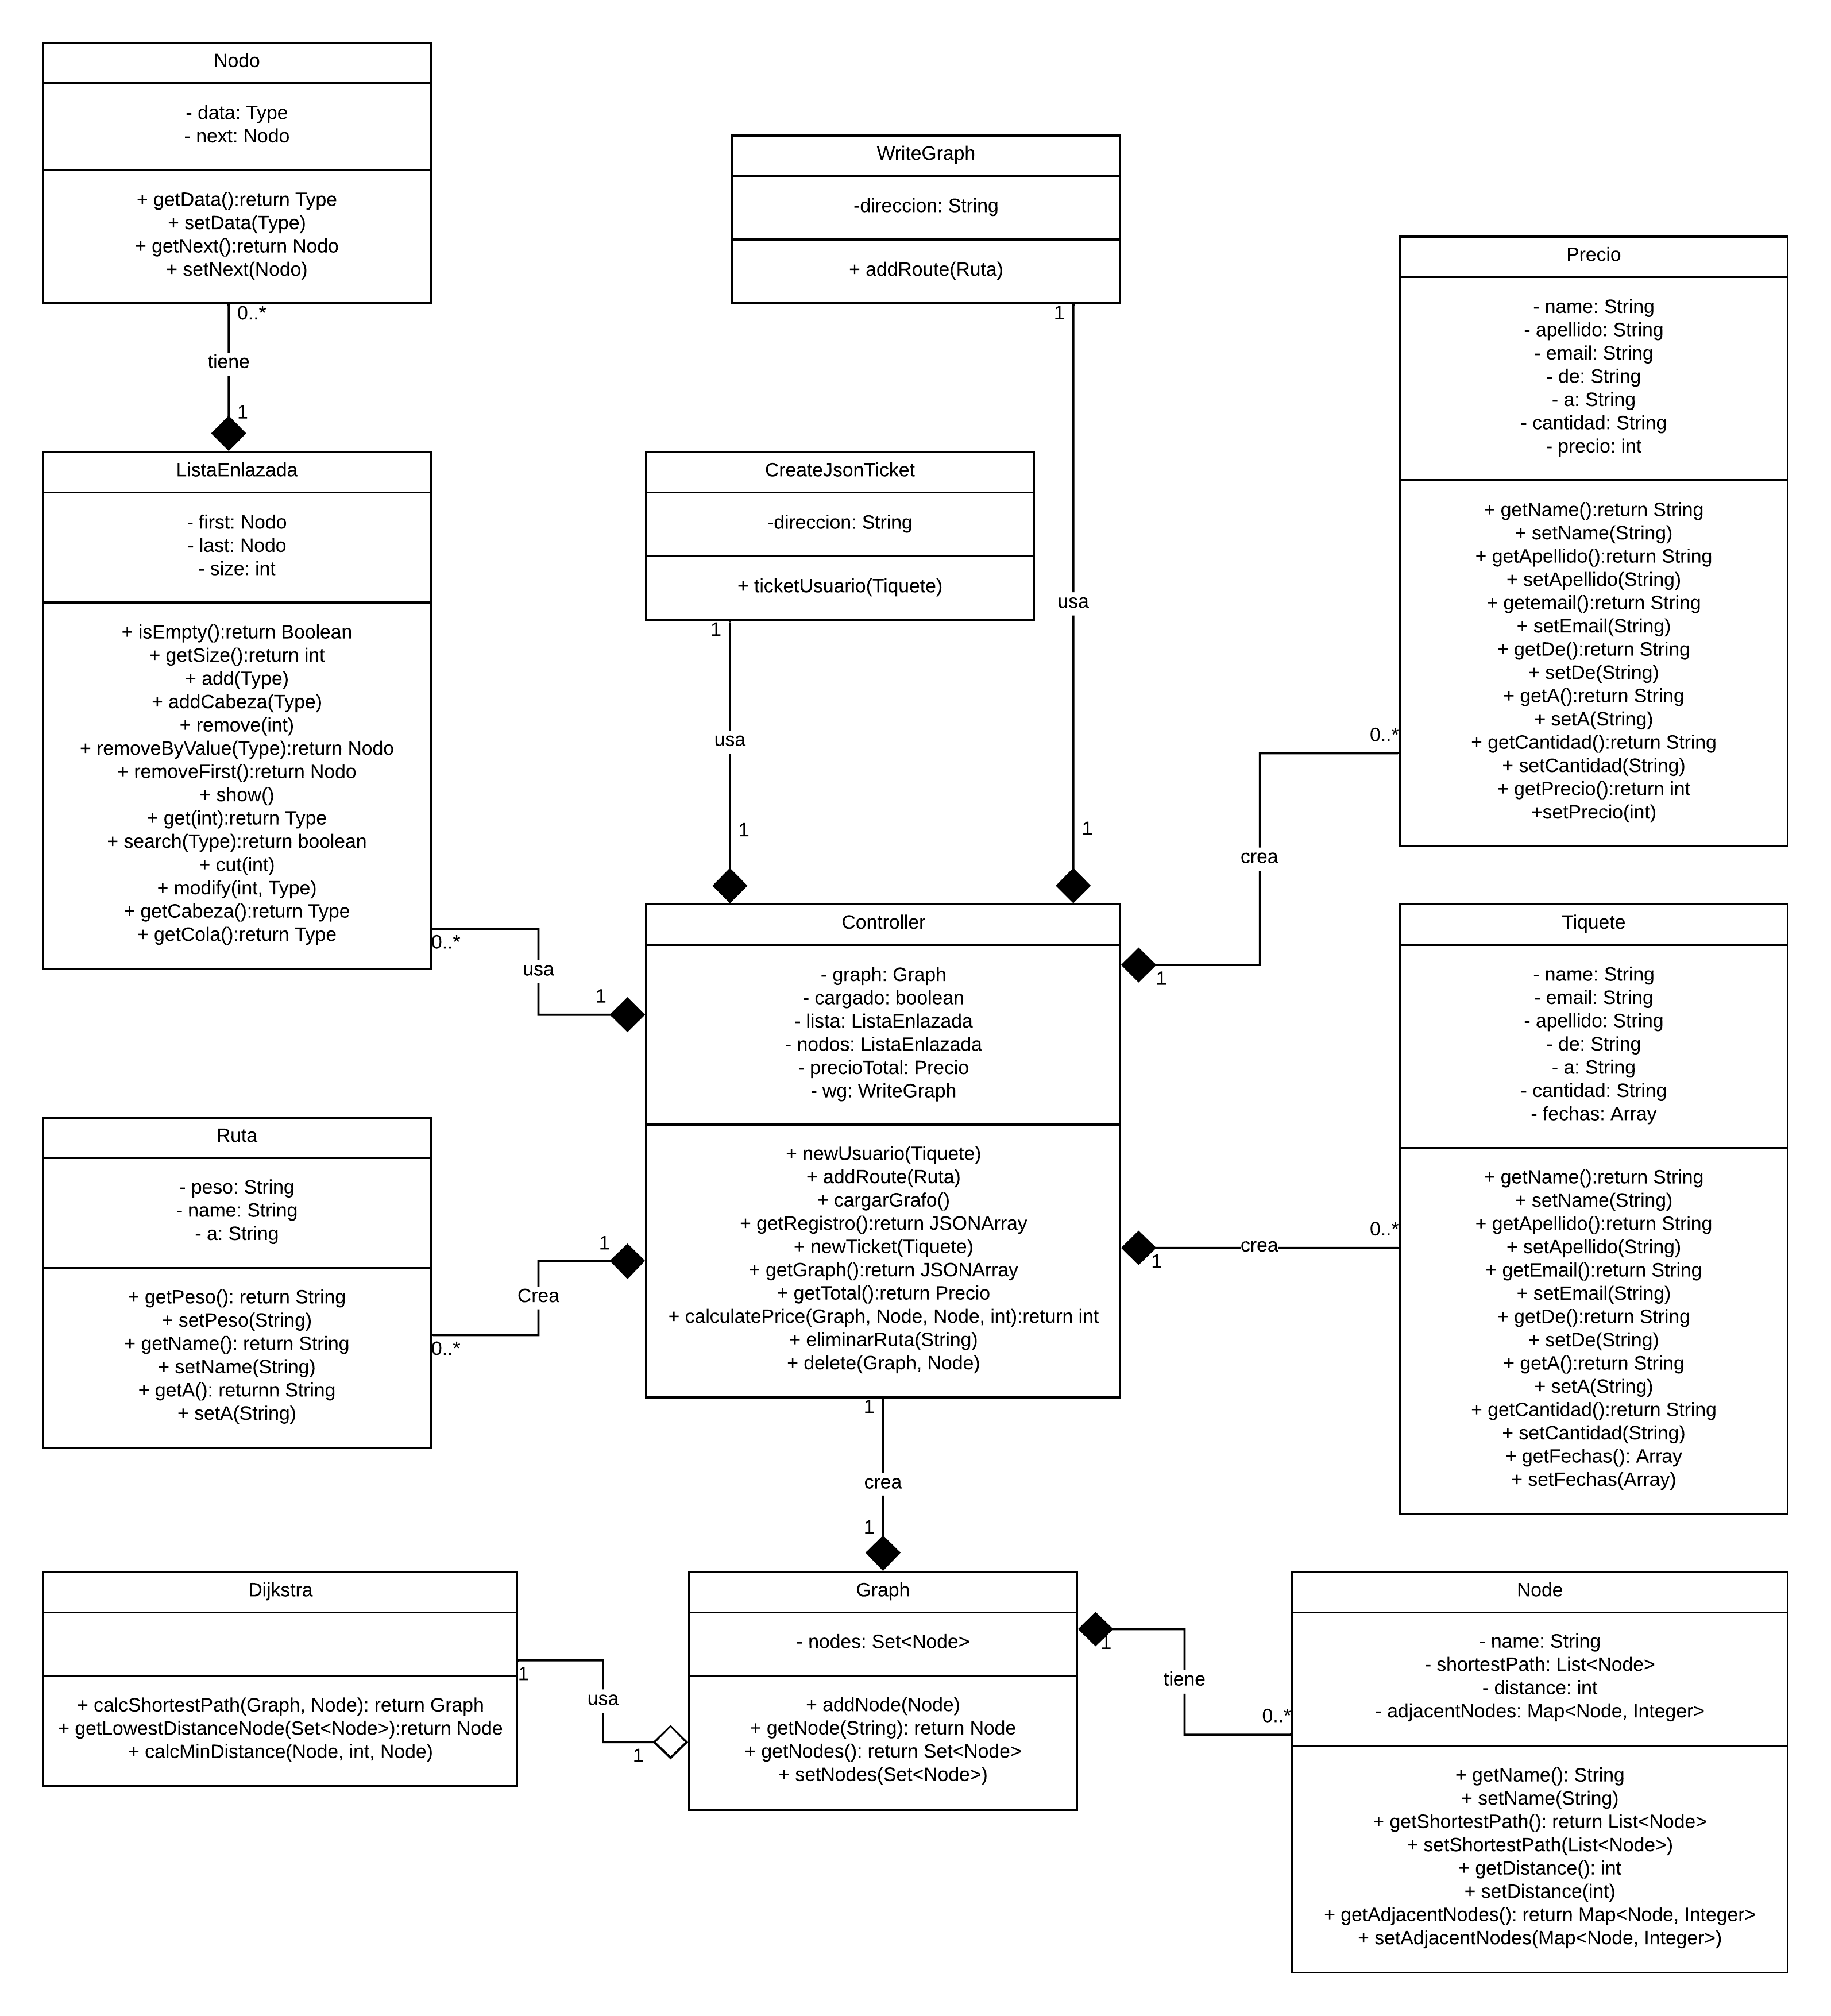 Nodo
- data: Type
- next: Nodo
+ getData():return Type
+ setData(Type)
+ getNext():return Nodo
+ setNext(Nodo)
0..*
tiene
1
ListaEnlazada
- first: Nodo
- last: Nodo
- size: int
+ isEmpty():return Boolean
+ getSize():return int
+ add(Type)
+ addCabeza(Type)
+ remove(int)
+ removeByValue(Type):return Nodo
+ removeFirst():return Nodo
+ show()
+ get(int):return Type
+ search(Type):return boolean
+ cut(int)
+ modify(int, Type)
+ getCabeza():return Type
+ getCola():return Type
0..*
usa
1
WriteGraph
-direccion: String
+ addRoute(Ruta)
1
usa
1
CreateJsonTicket
-direccion: String
+ ticketUsuario(Tiquete)
1
usa
1
Precio
- name: String
- apellido: String
- email: String
- de: String
- a: String
- cantidad: String
- precio: int
+ getName():return String
+ setName(String)
+ getApellido():return String
+ setApellido(String)
+ getemail():return String
+ setEmail(String)
+ getDe():return String
+ setDe(String)
+ getA():return String
+ setA(String)
+ getCantidad():return String
+ setCantidad(String)
+ getPrecio():return int
+setPrecio(int)
0..*
crea
1
Controller
- graph: Graph
- cargado: boolean
- lista: ListaEnlazada
- nodos: ListaEnlazada
- precioTotal: Precio
- wg: WriteGraph
+ newUsuario(Tiquete)
+ addRoute(Ruta)
+ cargarGrafo()
+ getRegistro():return JSONArray
+ newTicket(Tiquete)
+ getGraph():return JSONArray
+ getTotal():return Precio
+ calculatePrice(Graph, Node, Node, int):return int
+ eliminarRuta(String)
+ delete(Graph, Node)
Tiquete
- name: String
- email: String
- apellido: String
- de: String
- a: String
- cantidad: String
- fechas: Array
+ getName():return String
+ setName(String)
+ getApellido():return String
+ setApellido(String)
+ getEmail():return String
+ setEmail(String)
+ getDe():return String
+ setDe(String)
+ getA():return String
+ setA(String)
+ getCantidad():return String
+ setCantidad(String)
+ getFechas(): Array
+ setFechas(Array)
0..*
crea
1
Ruta
- peso: String
- name: String
- a: String
+ getPeso(): return String
+ setPeso(String)
+ getName(): return String
+ setName(String)
+ getA(): returnn String
+ setA(String)
1
Crea
0..*
1
crea
1
Dijkstra
+ calcShortestPath(Graph, Node): return Graph
+ getLowestDistanceNode(Set<Node>):return Node
+ calcMinDistance(Node, int, Node)
1
usa
1
Graph
- nodes: Set<Node>
+ addNode(Node)
+ getNode(String): return Node
+ getNodes(): return Set<Node>
+ setNodes(Set<Node>)
1
tiene
0..*
Node
- name: String
- shortestPath: List<Node>
- distance: int
- adjacentNodes: Map<Node, Integer>
+ getName(): String
+ setName(String)
+ getShortestPath(): return List<Node>
+ setShortestPath(List<Node>)
+ getDistance(): int
+ setDistance(int)
+ getAdjacentNodes(): return Map<Node, Integer>
+ setAdjacentNodes(Map<Node, Integer>)